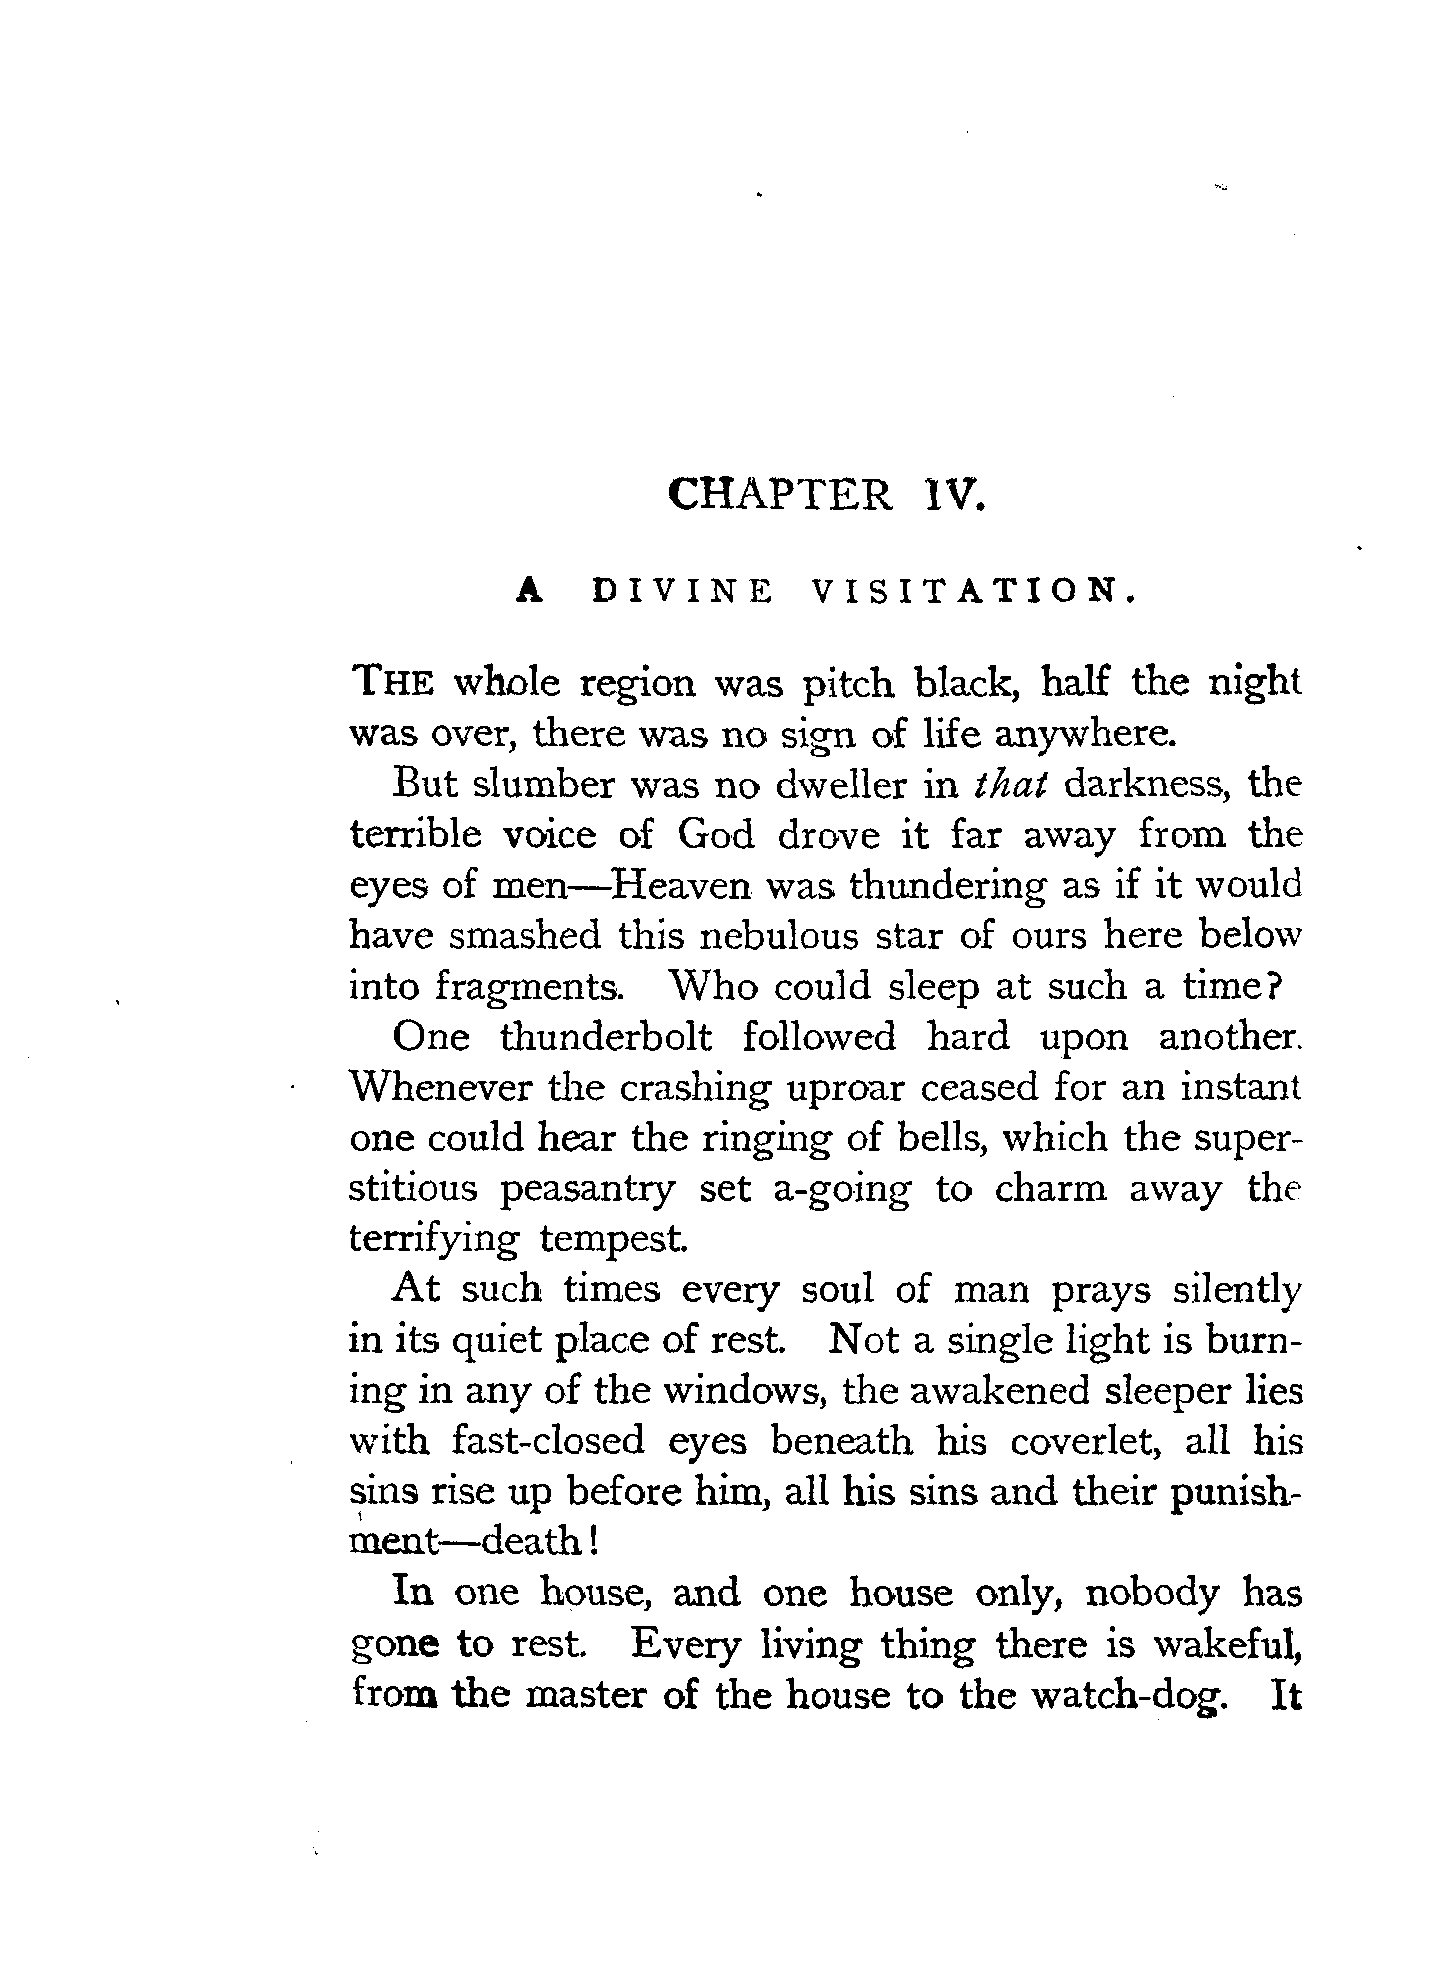 CHAPTER IV.
A DIVINE VISITATION.
THE whole region was pitch black, half the night
was over, there was no sign of life anywhere.
But slumber was no dweller in that darkness, the
terrible voice of God drove it far away from the
eyes of men—Heaven was thundering as if it would
have smashed this nebulous star of ours here below
into fragments. Who could sleep at such a time?
One thunderbolt followed hard upon another.
Whenever the crashing uproar ceased for an instant
one could hear the ringing of bells, which the super-
stitious peasantry set a-going to charm away the
terrifying tempest.
At such times every soul of man prays silently
in its quiet place of rest. Not a single light is burn-
ing in any of the windows, the awakened sleeper lies
with fast-closed eyes beneath his coverlet, all his
sins rise up before him, all his sins and their punish-
ment—death!
In one house, and one house only, nobody has
gone to rest. Every living thing there is wakeful,
from the master of the house to the watch-dog. It